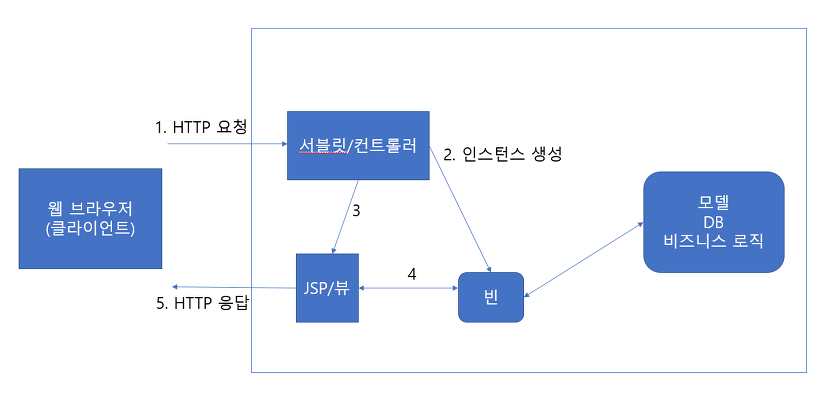 1. HTTP 요청
서블릿/컨트롤러
2. 인스턴스 생성
웹 브라우저
(클라이언트)
모델
DB
비즈니스 로직
3
JSP/뷰
4
빈
5. HTTP 응답